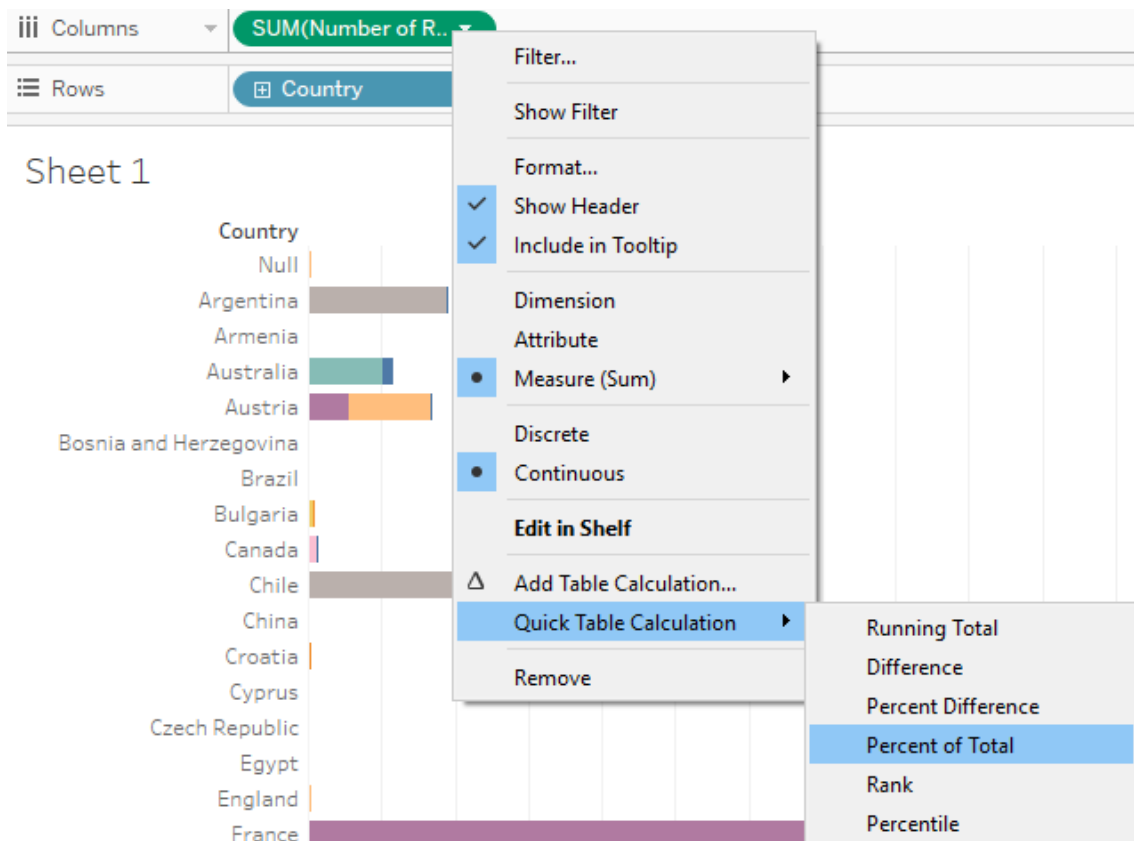 Columns
SUM(Number of R..
Rows
Country
Sheet 1
Country
Null
Argentina
Armenia
Australia
Austria
Bosnia and Herzegovina
Brazil
Bulgaria
Canada
Chile
China
Croatia
Cyprus
Czech Republic
Egypt
England
France
Filter...
Show Filter
Format...
Show Header
Include in Tooltip
Dimension
Attribute
Measure (Sum)
Discrete
Continuous
Edit in Shelf
Add Table Calculation...
Quick Table Calculation
Remove
Running Total
Difference
Percent Difference
Percent of Total
Rank
Percentile